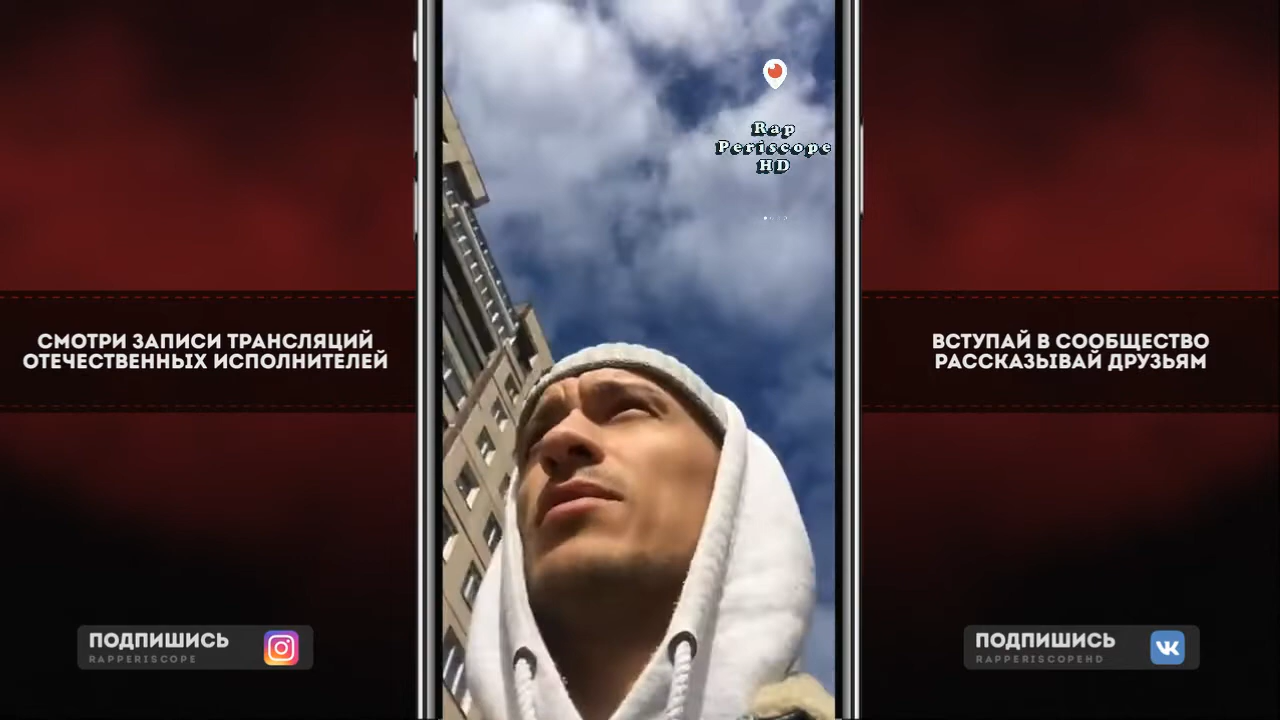 Rap
Periscope
HD
СМОТРИ ЗАПИСИ ТРАНСЛЯЦИЙ
ОТЕЧЕСТВЕННЫХ ИСПОЛНИТЕЛЕЙ
ВСТУПАЙ В СООБЩЕСТВО
РАССКАЗЫВАЙ ДРУЗЬЯМ
ПОДПИШИСЬ
RAPPERISCOPE
ПОДПИШИСЬ
RAPPERISCOPEHD